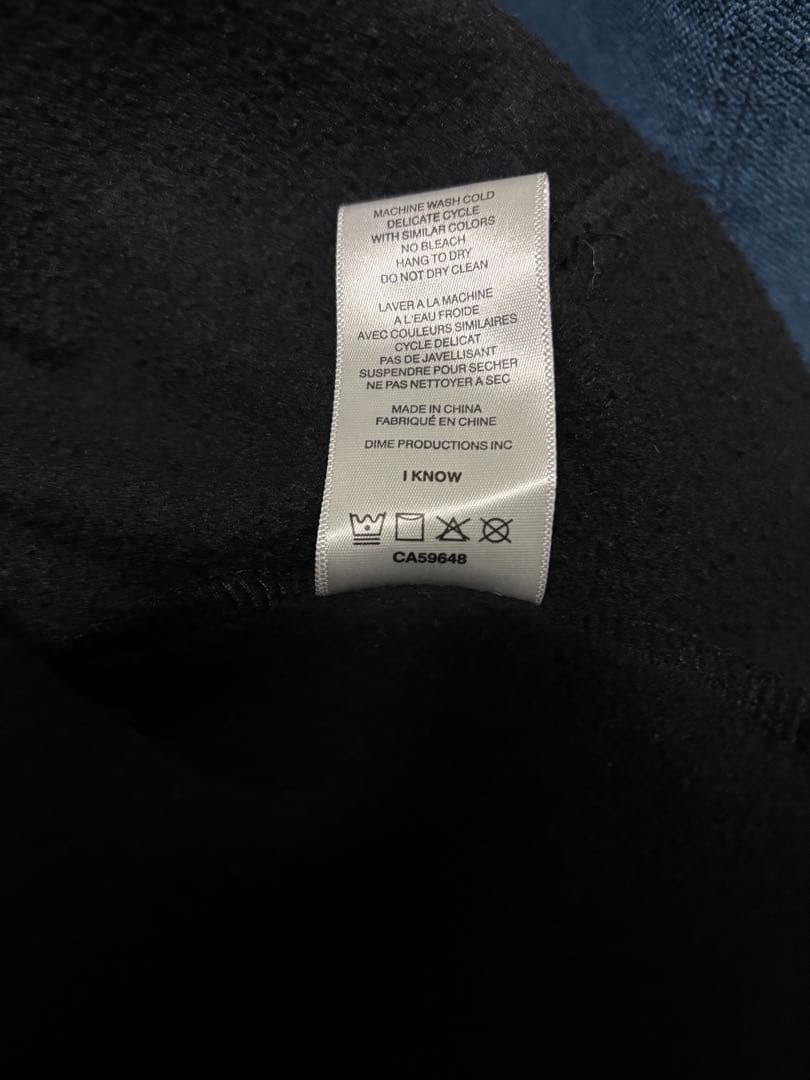 MACHINE WASH COLD
DELICATE CYCLE
WITH SIMILAR COLORS
NO BLEACH
HANG TO DRY
DO NOT DRY CLEAN
LAVER A LA MACHINE
A L'EAU FROIDE
AVEC COULEURS SIMILAIRES
CYCLE DELICAT
PAS DE JAVELLISANT
SUSPENDRE POUR SECHER
NE PAS NETTOYER A SEC
MADE IN CHINA
FABRIQUÉ EN CHINE
DIME PRODUCTIONS INC
I KNOW
CA59648